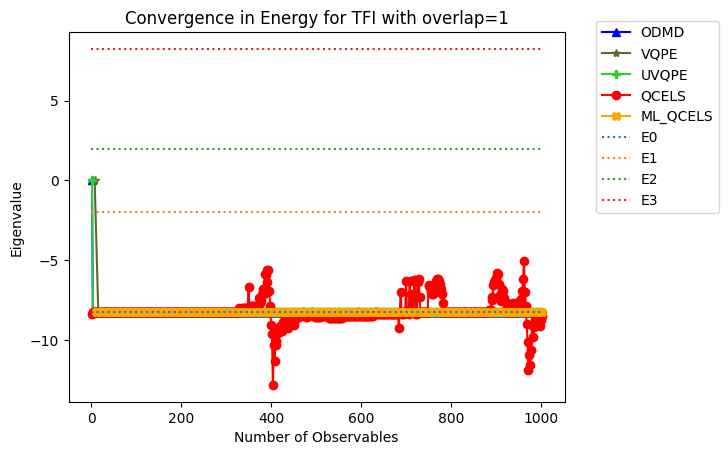 Convergence in Energy for TFI with overlap=1
Eigenvalue
5
0
−5
−10
0
200
400
600
800
1000
Number of Observables
ODMD
VQPE
UVQPE
QCELS
ML_QCELS
E0
E1
E2
E3